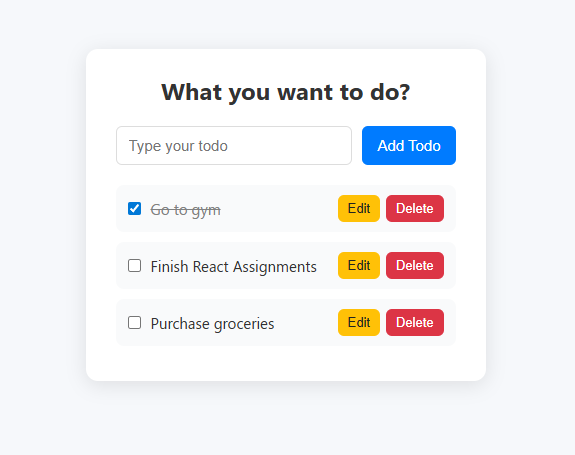 What you want to do?
Type your todo Add Todo
Go to gym Edit Delete
Finish React Assignments Edit Delete
Purchase groceries Edit Delete